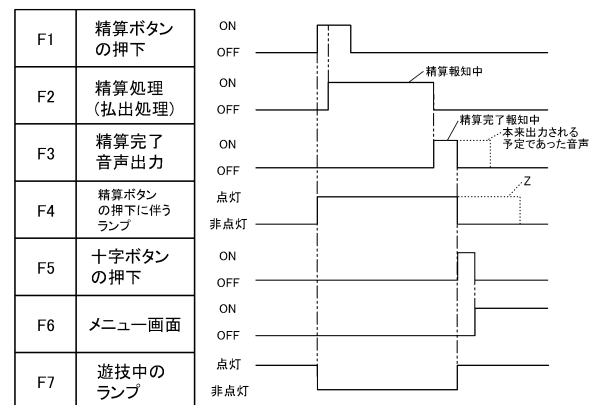 F1
精算ボタン
の押下
ON
OFF
F2
精算処理
(払出処理)
ON
OFF
精算報知中
F3
精算完了
音声出力
ON
OFF
精算完了報知中
本来出力される
予定であった音声
F4
精算ボタン
の押下に伴う
ランプ
点灯
非点灯
Z
F5
十字ボタン
の押下
ON
OFF
F6
メニュー画面
ON
OFF
F7
遊技中の
ランプ
点灯
非点灯